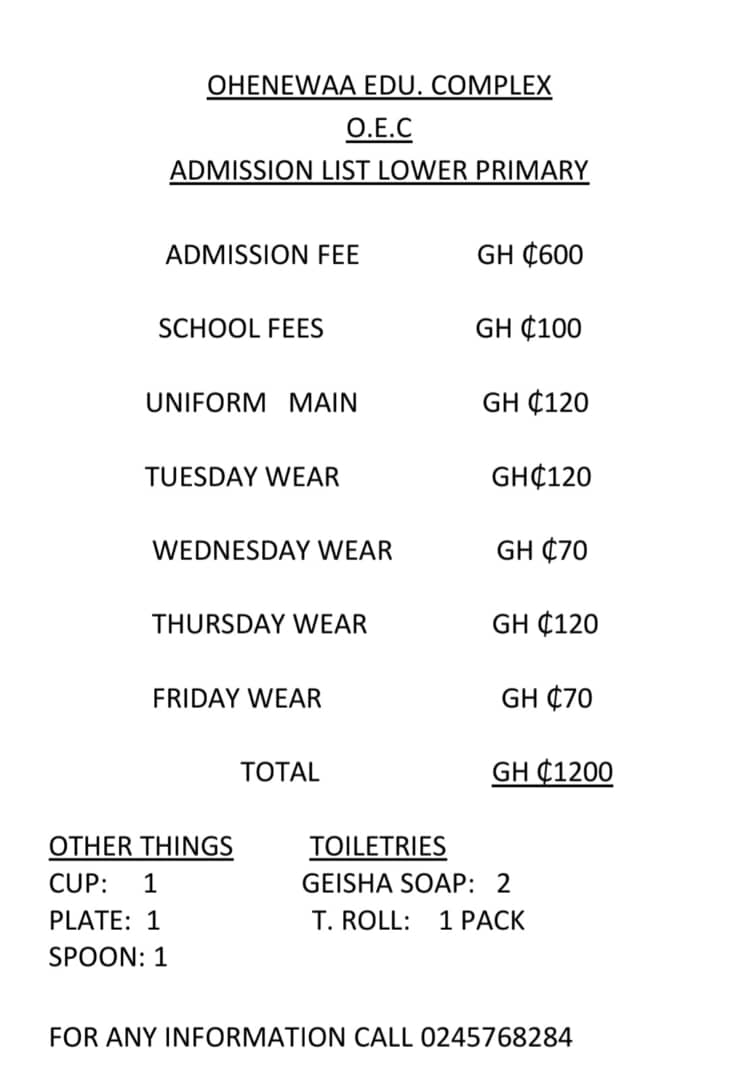 OHENEWAA EDU. COMPLEX
O.E.C
ADMISSION LIST LOWER PRIMARY
ADMISSION FEE GH ₵600
SCHOOL FEES GH ₵100
UNIFORM MAIN GH ₵120
TUESDAY WEAR GH₵120
WEDNESDAY WEAR GH ₵70
THURSDAY WEAR GH ₵120
FRIDAY WEAR GH ₵70
TOTAL GH ₵1200
OTHER THINGS TOILETRIES
CUP: 1 GEISHA SOAP: 2
PLATE: 1 T. ROLL: 1 PACK
SPOON: 1
FOR ANY INFORMATION CALL 0245768284